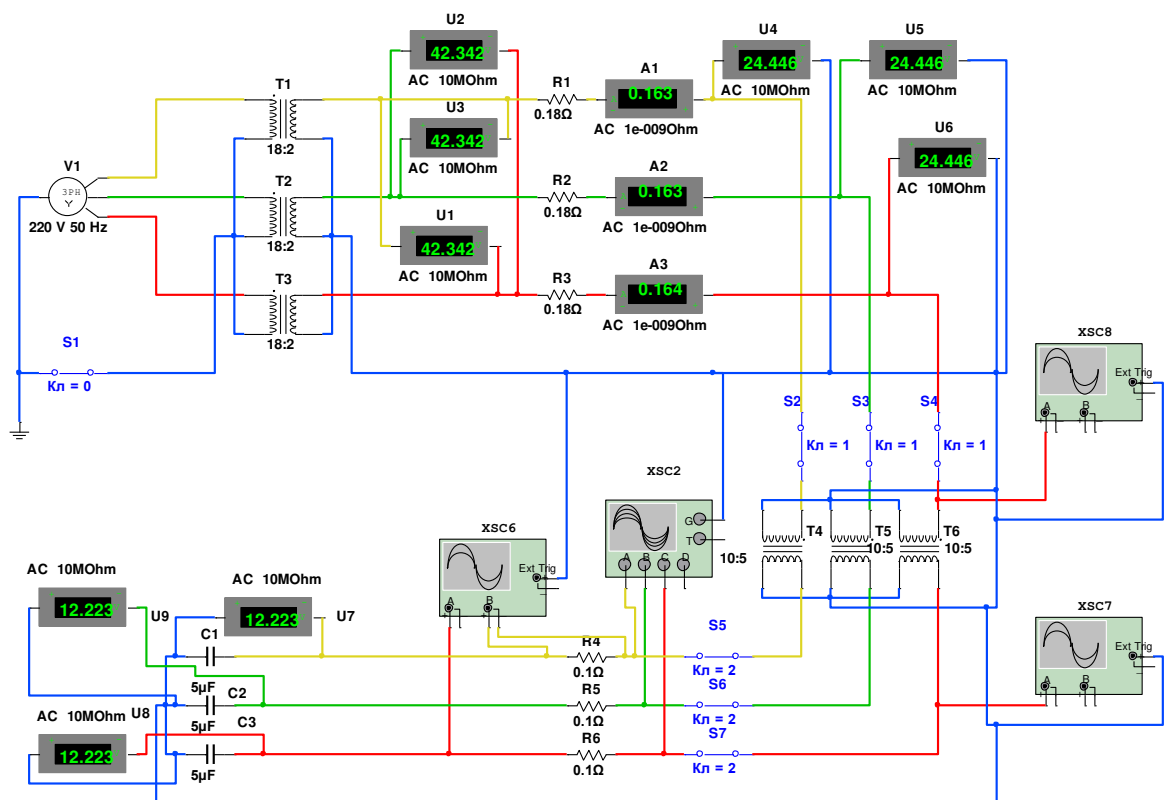 U2
42.342
AC 10MOhm
U4
24.446
AC 10MOhm
U5
24.446
AC 10MOhm
T1
18:2
R1
0.18Ω
A1
0.163
AC 1e-009Ohm
U3
42.342
AC 10MOhm
U6
24.446
AC 10MOhm
V1
3PH
Y
220 V 50 Hz
T2
18:2
R2
0.18Ω
A2
0.163
AC 1e-009Ohm
U1
42.342
AC 10MOhm
T3
18:2
R3
0.18Ω
A3
0.164
AC 1e-009Ohm
S1
Кл = 0
XSC8
Ext Trig
A
B
S2
Кл = 1
S3
Кл = 1
S4
Кл = 1
XSC2
G
T
A
B
C
D
XSC6
Ext Trig
A
B
T4
10:5
T5
10:5
T6
10:5
AC 10MOhm
12.223
U9
AC 10MOhm
12.223
U7
C1
5µF
R4
0.1Ω
S5
Кл = 2
XSC7
Ext Trig
A
B
C2
5µF
R5
0.1Ω
S6
Кл = 2
AC 10MOhm
U8
12.223
C3
5µF
R6
0.1Ω
S7
Кл = 2